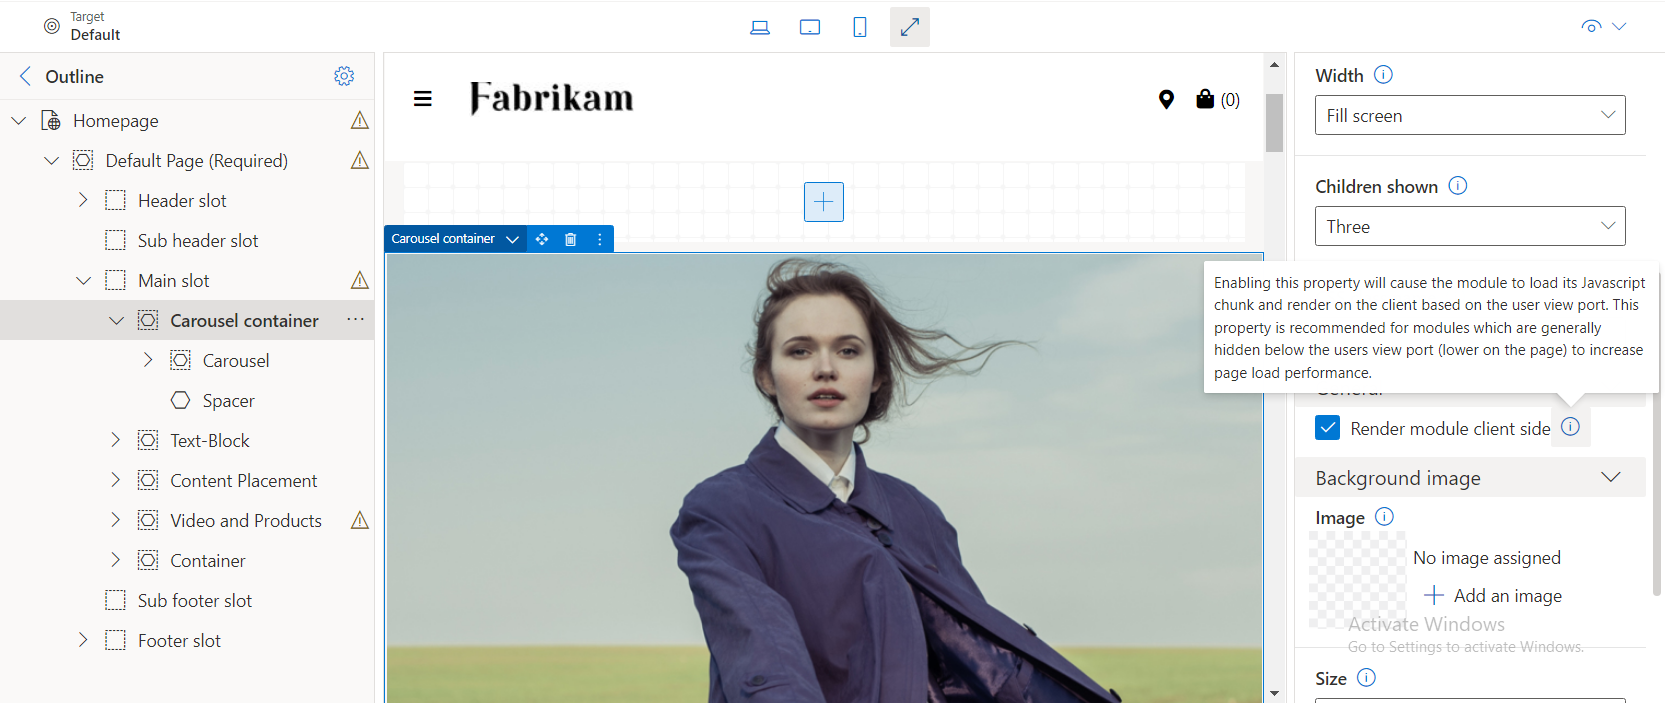 Target
Default
Outline
Homepage
Default Page (Required)
Header slot
Sub header slot
Main slot
Carousel container
Carousel
Spacer
Text-Block
Content Placement
Video and Products
Container
Sub footer slot
Footer slot
Fabrikam
(0)
Carousel container
Width
Fill screen
Children shown
Three
Enabling this property will cause the module to load its Javascript
chunk and render on the client based on the user view port. This
property is recommended for modules which are generally
hidden below the users view port (lower on the page) to increase
page load performance.
General
Render module client side
Background image
Image
No image assigned
Add an image
Activate Windows
Go to Settings to activate Windows.
Size